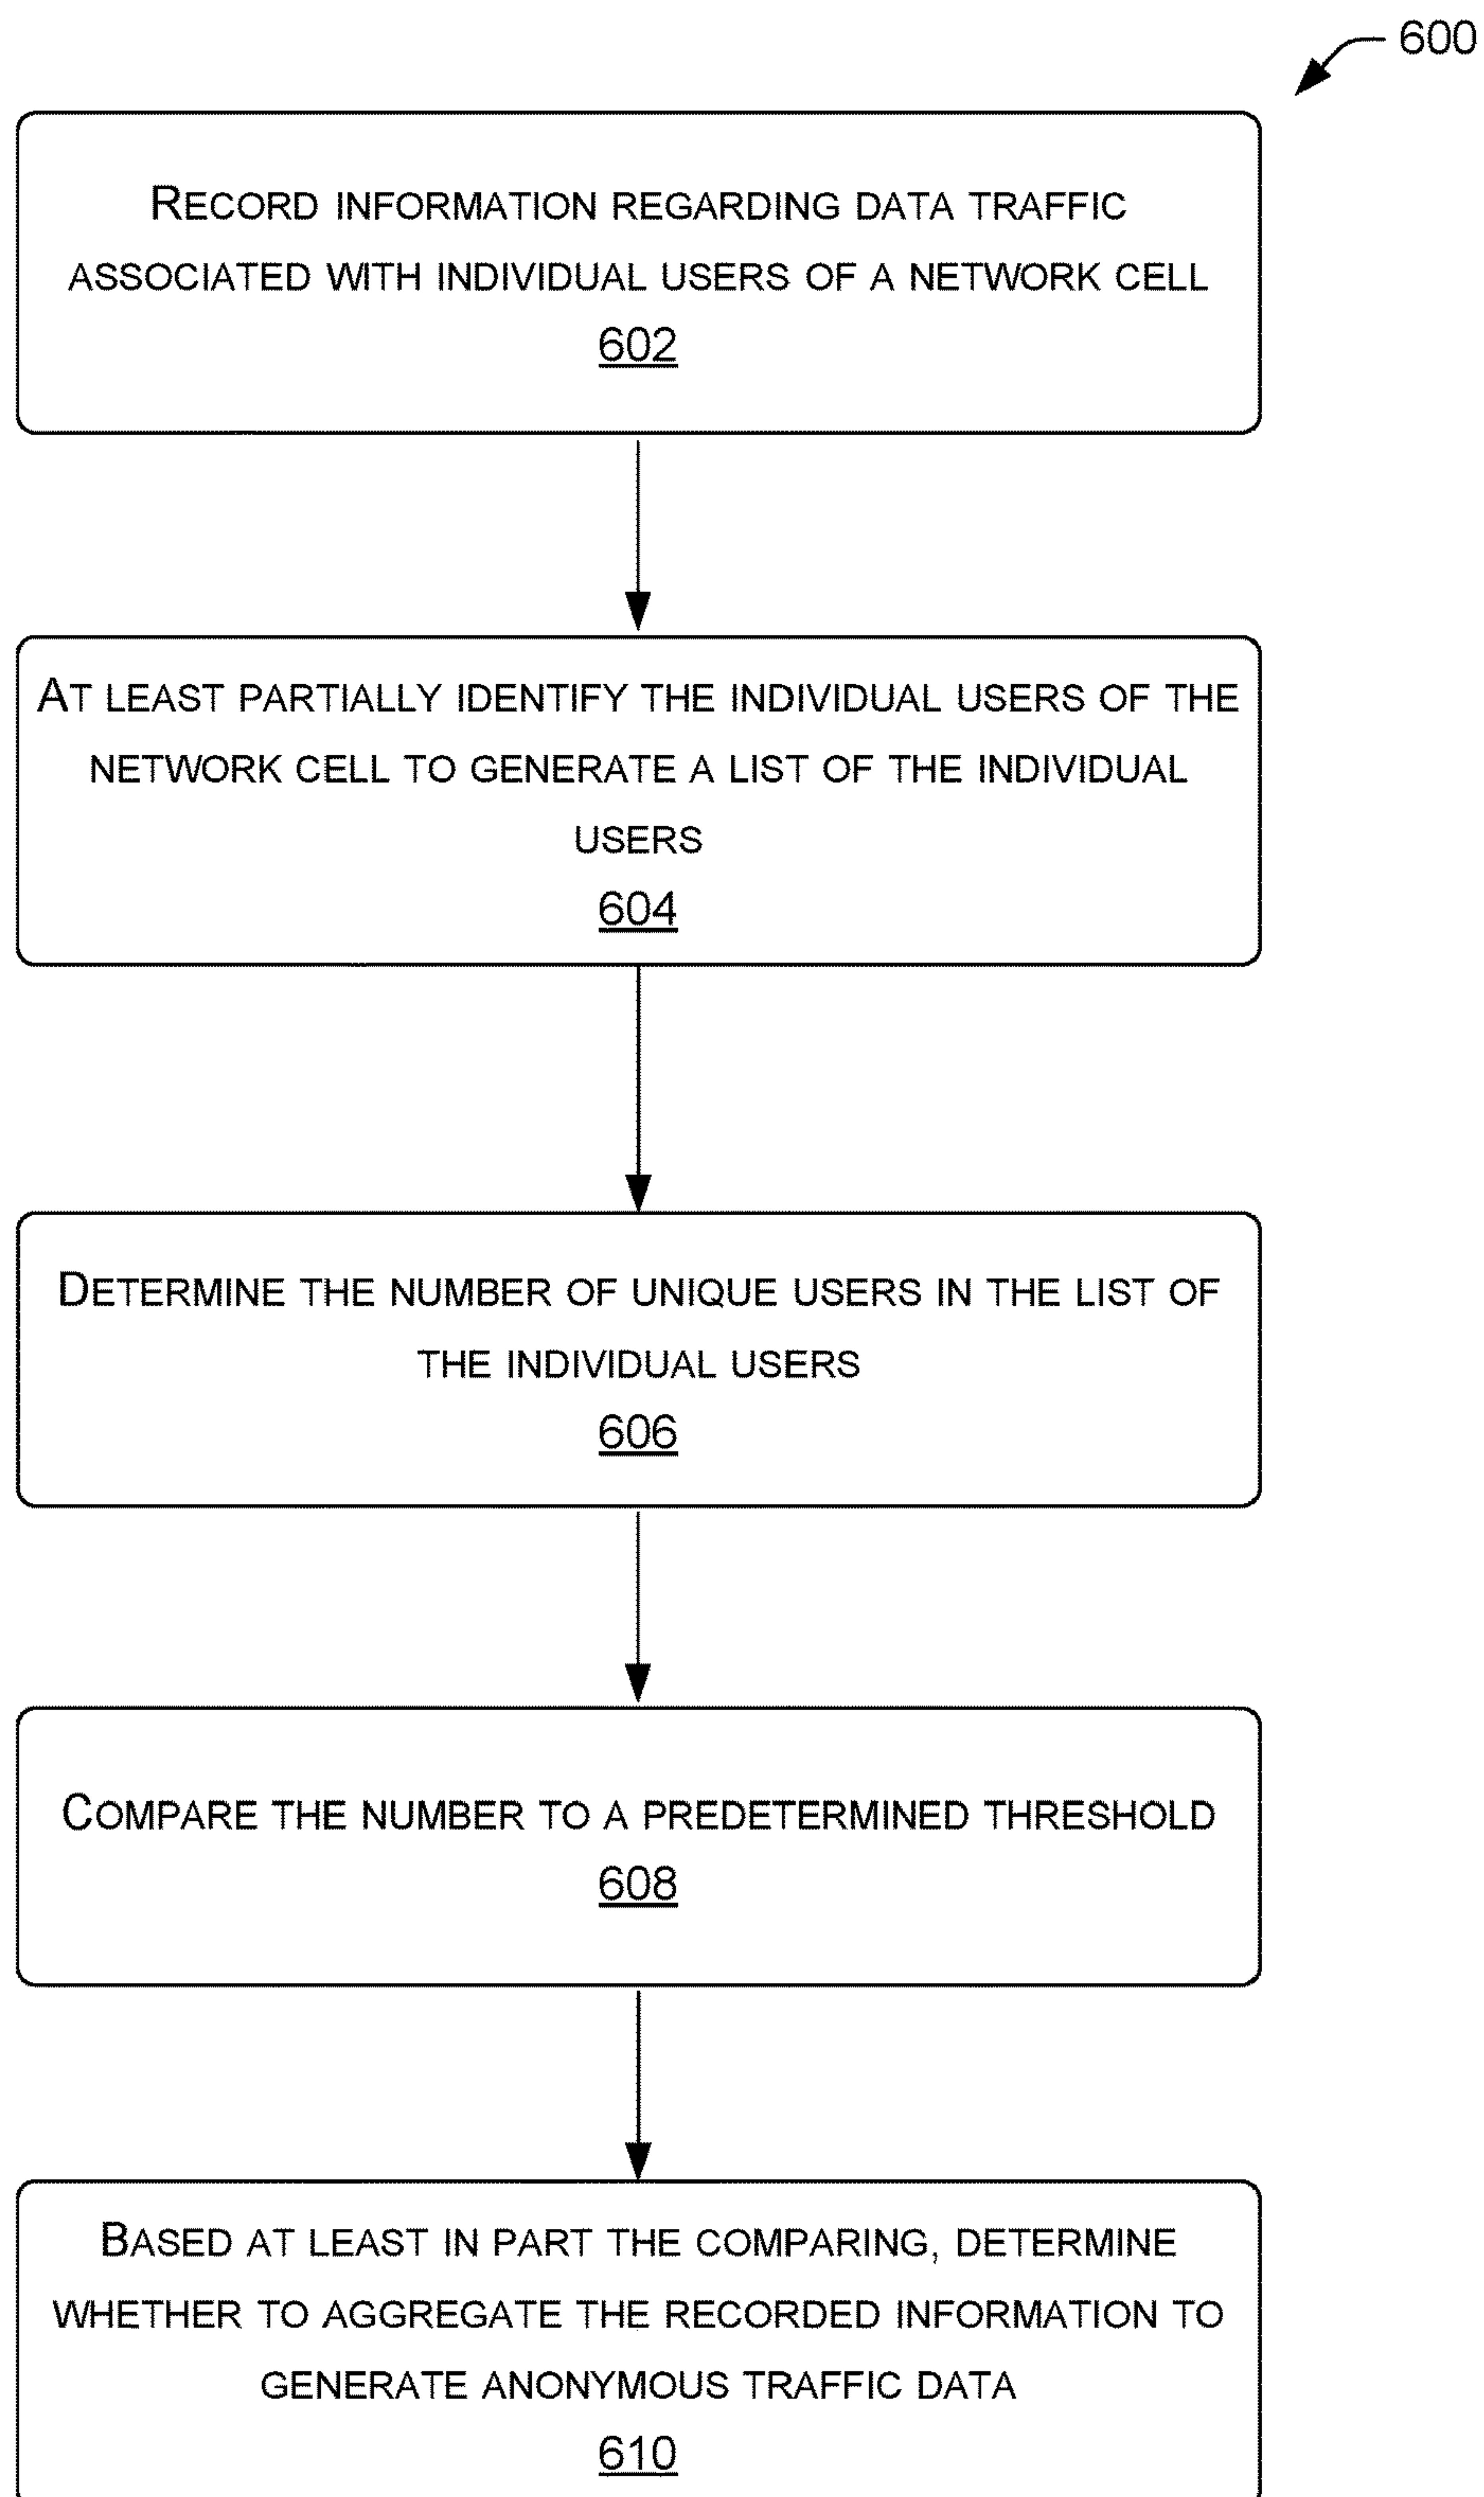 600
RECORD INFORMATION REGARDING DATA TRAFFIC
ASSOCIATED WITH INDIVIDUAL USERS OF A NETWORK CELL
602
AT LEAST PARTIALLY IDENTIFY THE INDIVIDUAL USERS OF THE
NETWORK CELL TO GENERATE A LIST OF THE INDIVIDUAL
USERS
604
DETERMINE THE NUMBER OF UNIQUE USERS IN THE LIST OF
THE INDIVIDUAL USERS
606
COMPARE THE NUMBER TO A PREDETERMINED THRESHOLD
608
BASED AT LEAST IN PART THE COMPARING, DETERMINE
WHETHER TO AGGREGATE THE RECORDED INFORMATION TO
GENERATE ANONYMOUS TRAFFIC DATA
610